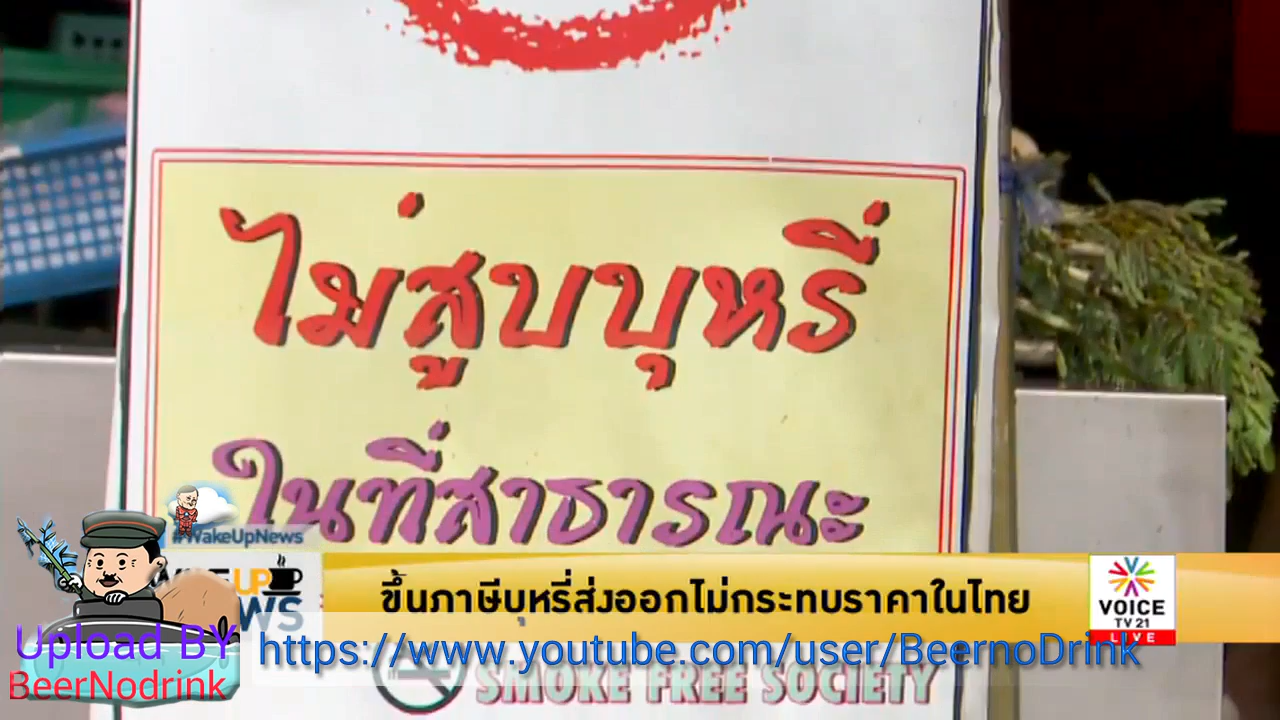 ไม่สูบบุหรี่
ในที่สาธารณะ
#WakeUpNews
UP
ขึ้นภาษีบุหรี่ส่งออกไม่กระทบราคาในไทย
VOICE
TV 21
LIVE
Upload BY https://www.youtube.com/user/BeernoDrink
BeerNodrink
SMOKE FREE SOCIETY